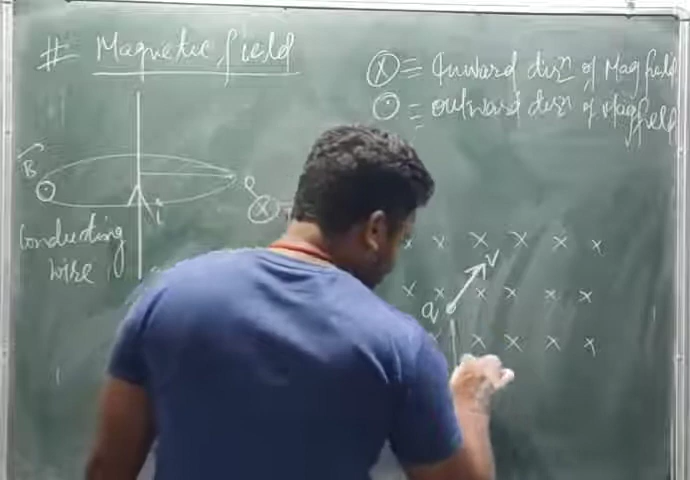 # Magnetic field
⊗ ≡ Inward dirⁿ of Mag field
⊙ ≡ outward dirⁿ of Magfield
B
i
Conducting
wire
⊗
x x x x x x
v
x x x x x x
q
x x x x